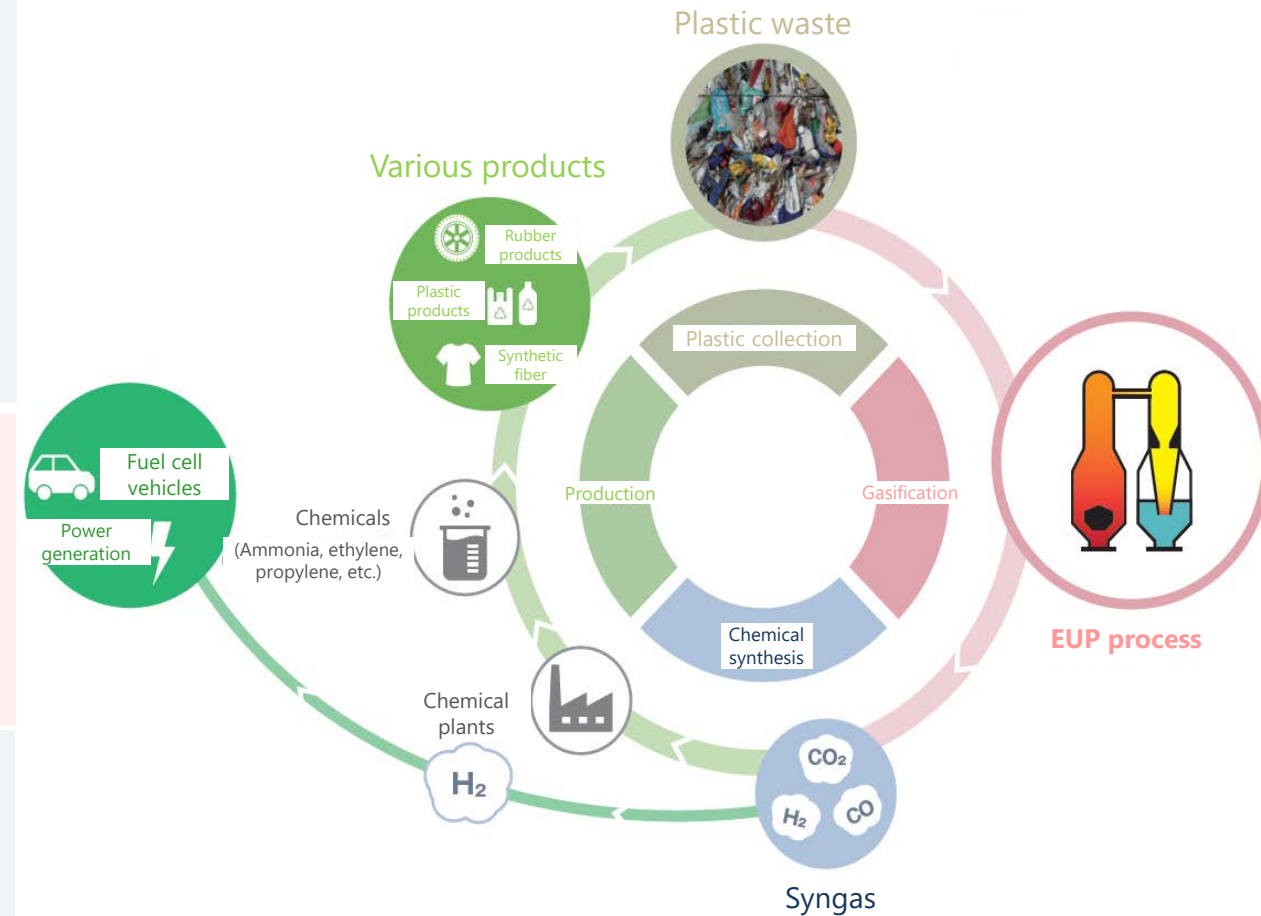 Plastic waste
Various products
Rubber
products
Plastic
products
Synthetic
fiber
Plastic collection
Production
Gasification
Chemical
synthesis
EUP process
Fuel cell
vehicles
Power
generation
Chemicals
(Ammonia, ethylene,
propylene, etc.)
Chemical
plants
H₂
CO₂
H₂
CO
Syngas